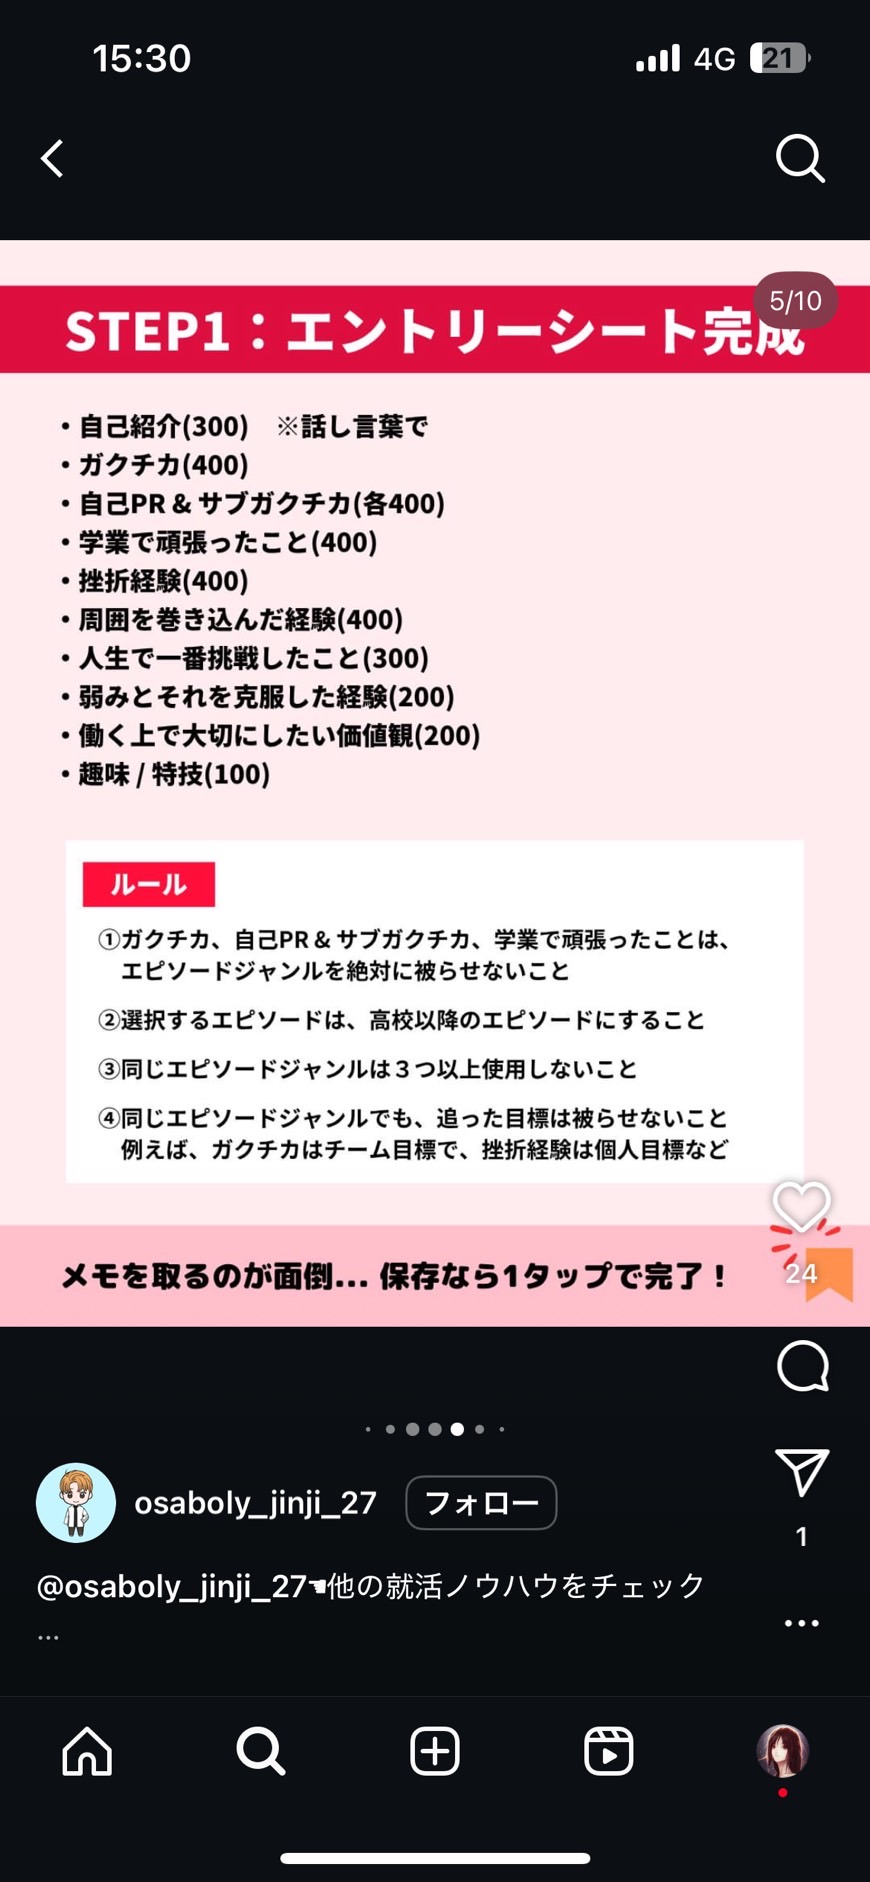 15:30
4G
21
5/10
STEP1：エントリーシート完成
・自己紹介(300)　※話し言葉で
・ガクチカ(400)
・自己PR & サブガクチカ(各400)
・学業で頑張ったこと(400)
・挫折経験(400)
・周囲を巻き込んだ経験(400)
・人生で一番挑戦したこと(300)
・弱みとそれを克服した経験(200)
・働く上で大切にしたい価値観(200)
・趣味 / 特技(100)
ルール
①ガクチカ、自己PR & サブガクチカ、学業で頑張ったことは、
エピソードジャンルを絶対に被らせないこと
②選択するエピソードは、高校以降のエピソードにすること
③同じエピソードジャンルは３つ以上使用しないこと
④同じエピソードジャンルでも、追った目標は被らせないこと
例えば、ガクチカはチーム目標で、挫折経験は個人目標など
メモを取るのが面倒... 保存なら1タップで完了！
24
osaboly_jinji_27
フォロー
1
@osaboly_jinji_27☚他の就活ノウハウをチェック
...